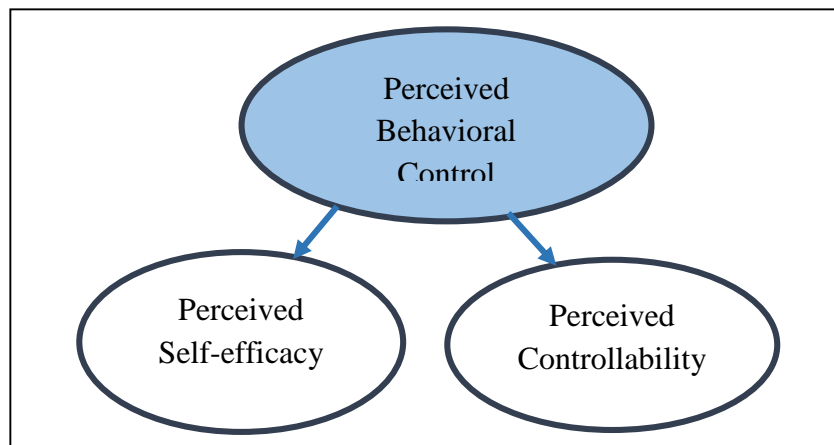 Perceived
Behavioral
Control
Perceived
Self-efficacy
Perceived
Controllability